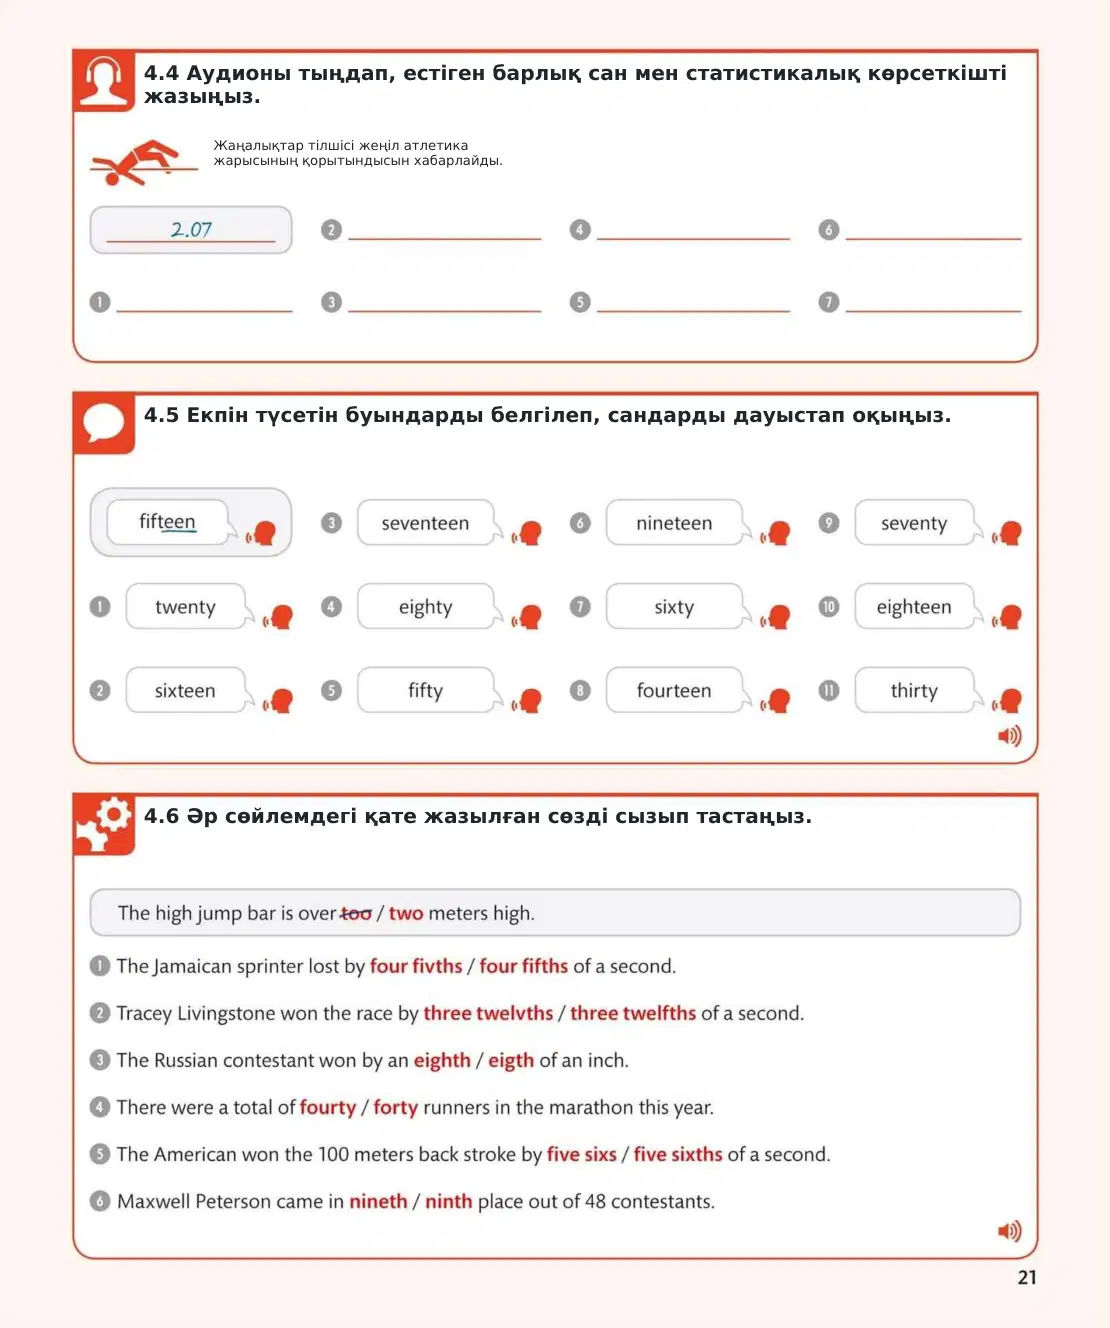 4.4 Аудионы тыңдап, естіген барлық сан мен статистикалық көрсеткішті
жазыңыз.
Жаңалықтар тілшісі жеңіл атлетика
жарысының қорытындысын хабарлайды.
2.07
2
4
6
1
3
5
7
4.5 Екпін түсетін буындарды белгілеп, сандарды дауыстап оқыңыз.
fifteen
3 seventeen
6 nineteen
9 seventy
1 twenty
4 eighty
7 sixty
10 eighteen
2 sixteen
5 fifty
8 fourteen
11 thirty
4.6 Әр сөйлемдегі қате жазылған сөзді сызып тастаңыз.
The high jump bar is over too / two meters high.
1 The Jamaican sprinter lost by four fivths / four fifths of a second.
2 Tracey Livingstone won the race by three twelvths / three twelfths of a second.
3 The Russian contestant won by an eighth / eigth of an inch.
4 There were a total of fourty / forty runners in the marathon this year.
5 The American won the 100 meters back stroke by five sixs / five sixths of a second.
6 Maxwell Peterson came in nineth / ninth place out of 48 contestants.
21